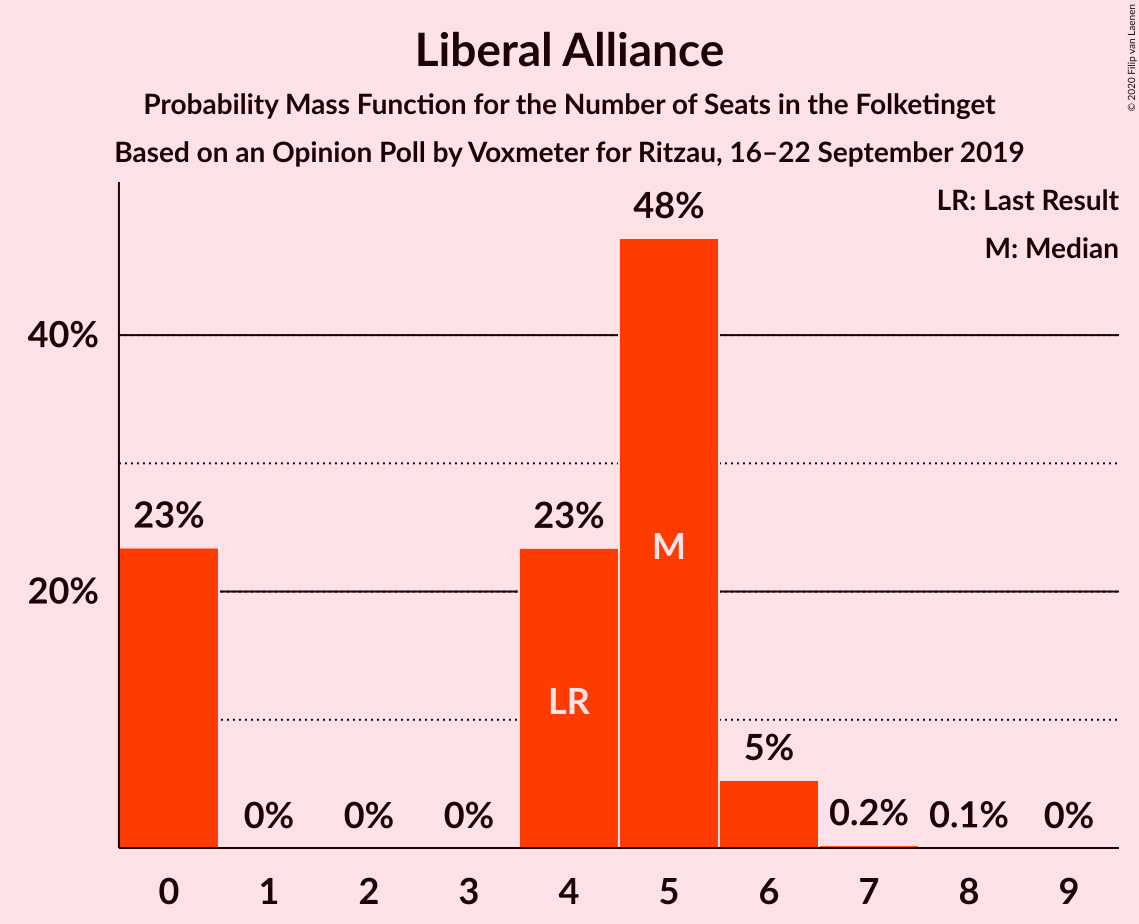 Liberal Alliance
Probability Mass Function for the Number of Seats in the Folketinget
Based on an Opinion Poll by Voxmeter for Ritzau, 16–22 September 2019
© 2020 Filip van Laenen
LR: Last Result
M: Median
48%
40%
23%
23%
M
20%
LR
5%
0%
0%
0%
0.2%
0.1%
0%
0 1 2 3 4 5 6 7 8 9